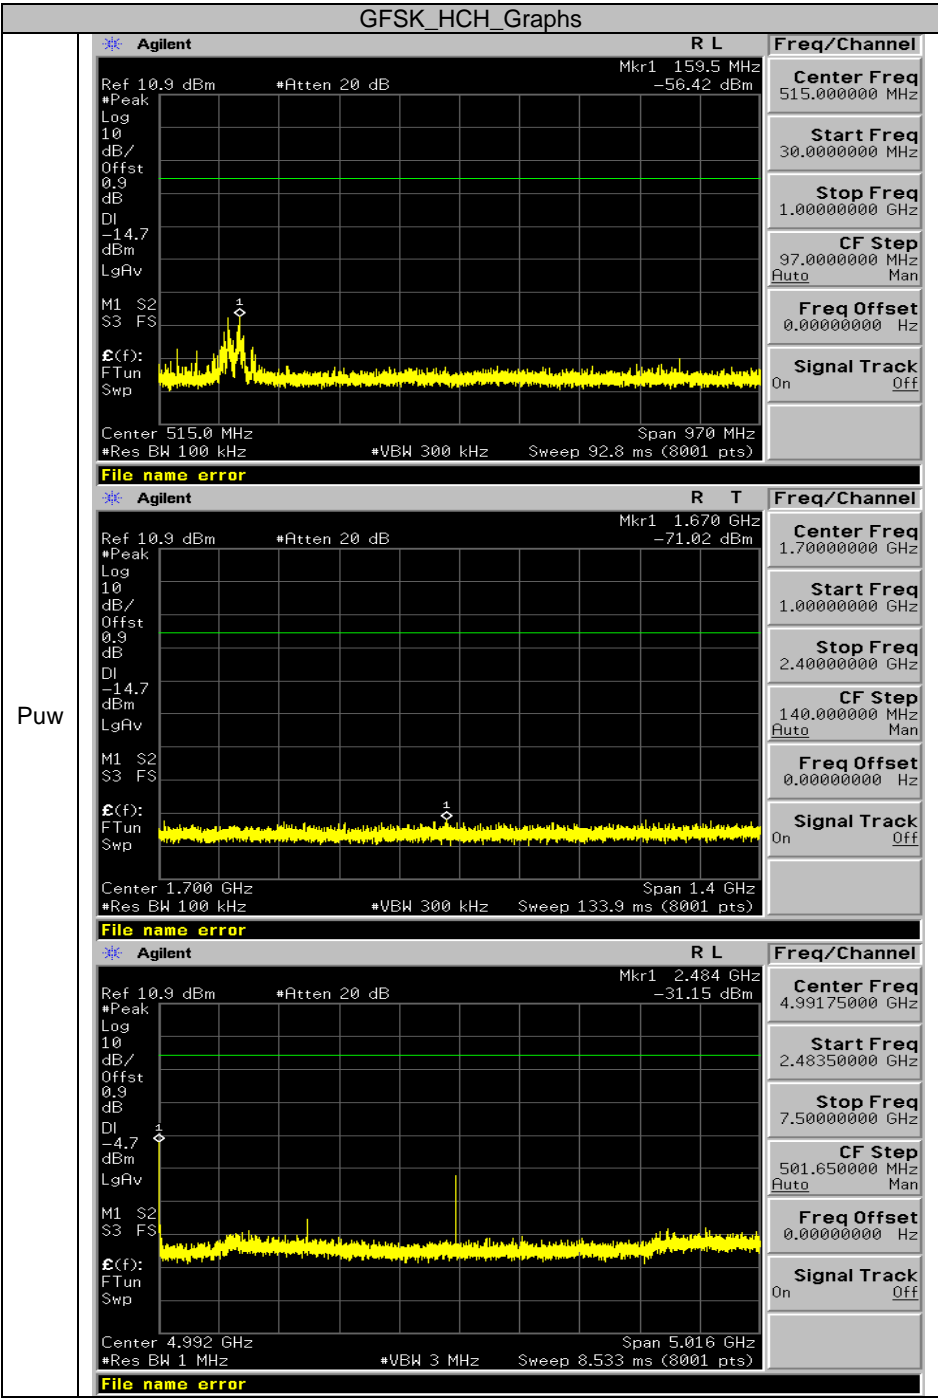 GFSK_HCH_Graphs
Puw
Agilent R L Freq/Channel
Mkr1 159.5 MHz
Ref 10.9 dBm #Atten 20 dB -56.42 dBm
#Peak
Log
10
dB/
Offst
0.9
dB
DI
-14.7
dBm
LgAv
M1 S2
S3 FS
£(f):
FTun
Swp
1
Center 515.0 MHz Span 970 MHz
#Res BW 100 kHz #VBW 300 kHz Sweep 92.8 ms (8001 pts)
File name error
Center Freq
515.000000 MHz
Start Freq
30.0000000 MHz
Stop Freq
1.00000000 GHz
CF Step
97.0000000 MHz
Auto Man
Freq Offset
0.00000000 Hz
Signal Track
On Off
Agilent R T Freq/Channel
Mkr1 1.670 GHz
Ref 10.9 dBm #Atten 20 dB -71.02 dBm
#Peak
Log
10
dB/
Offst
0.9
dB
DI
-14.7
dBm
LgAv
M1 S2
S3 FS
£(f):
FTun
Swp
1
Center 1.700 GHz Span 1.4 GHz
#Res BW 100 kHz #VBW 300 kHz Sweep 133.9 ms (8001 pts)
File name error
Center Freq
1.70000000 GHz
Start Freq
1.00000000 GHz
Stop Freq
2.40000000 GHz
CF Step
140.000000 MHz
Auto Man
Freq Offset
0.00000000 Hz
Signal Track
On Off
Agilent R L Freq/Channel
Mkr1 2.484 GHz
Ref 10.9 dBm #Atten 20 dB -31.15 dBm
#Peak
Log
10
dB/
Offst
0.9
dB
DI
-4.7
dBm
LgAv
M1 S2
S3 FS
£(f):
FTun
Swp
1
Center 4.992 GHz Span 5.016 GHz
#Res BW 1 MHz #VBW 3 MHz Sweep 8.533 ms (8001 pts)
File name error
Center Freq
4.99175000 GHz
Start Freq
2.48350000 GHz
Stop Freq
7.50000000 GHz
CF Step
501.650000 MHz
Auto Man
Freq Offset
0.00000000 Hz
Signal Track
On Off